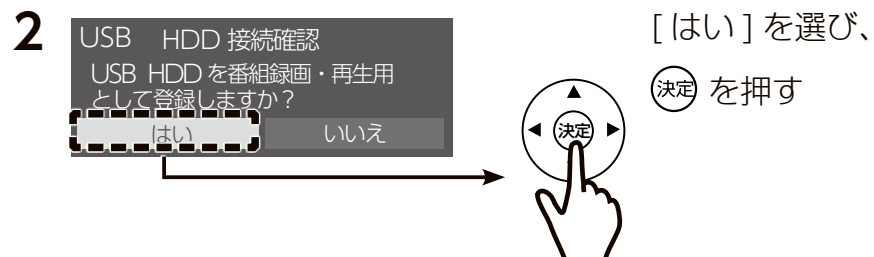 2
USB HDD 接続確認
USB HDD を番組録画・再生用
として登録しますか？
はい いいえ
決定
[ はい ] を選び、
決定 を押す